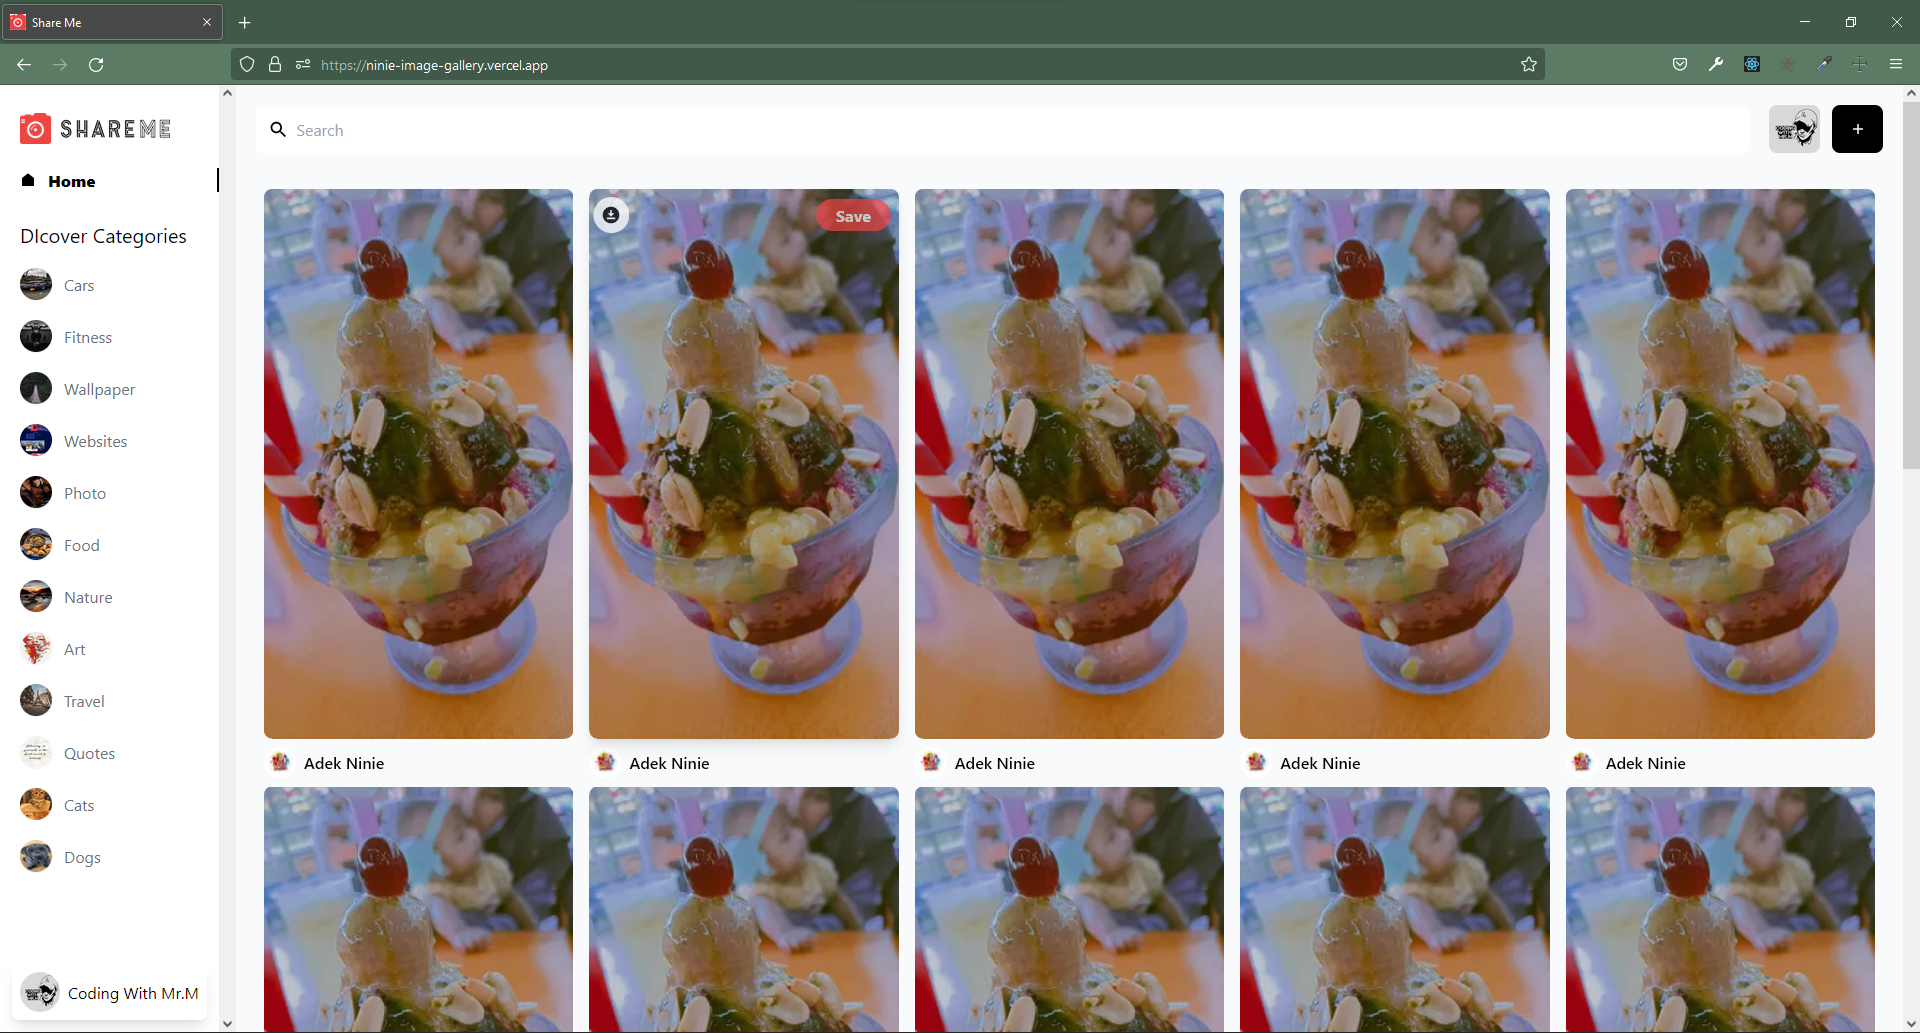 Share Me
https://ninie-image-gallery.vercel.app
SHAREME
Search
Home
DIcover Categories
Cars
Fitness
Wallpaper
Websites
Photo
Food
Nature
Art
Travel
Quotes
Cats
Dogs
Coding With Mr.M
Save
Adek Ninie
Adek Ninie
Adek Ninie
Adek Ninie
Adek Ninie